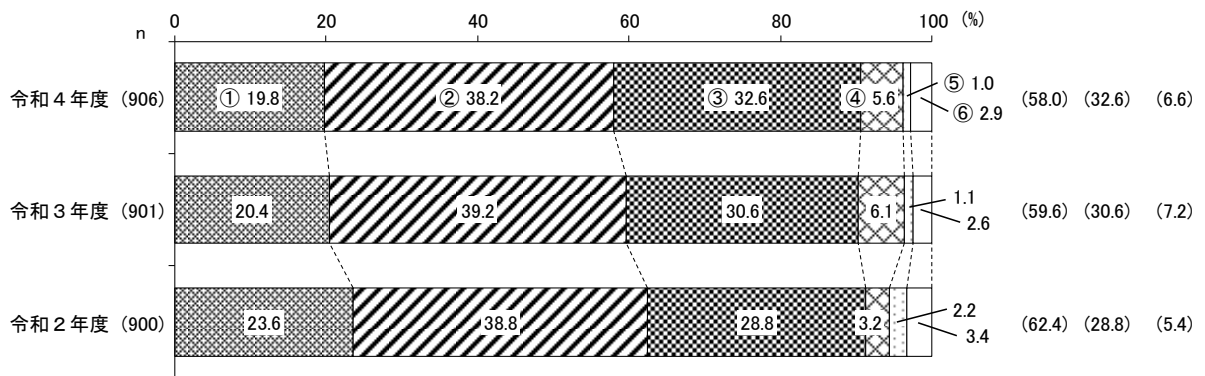 n 0 20 40 60 80 100 (%)
令和4年度 (906) ① 19.8 ② 38.2 ③ 32.6 ④ 5.6 ⑤ 1.0 (58.0) (32.6) (6.6)
⑥ 2.9
令和3年度 (901) 20.4 39.2 30.6 6.1 1.1 (59.6) (30.6) (7.2)
2.6
令和2年度 (900) 23.6 38.8 28.8 3.2 2.2 (62.4) (28.8) (5.4)
3.4